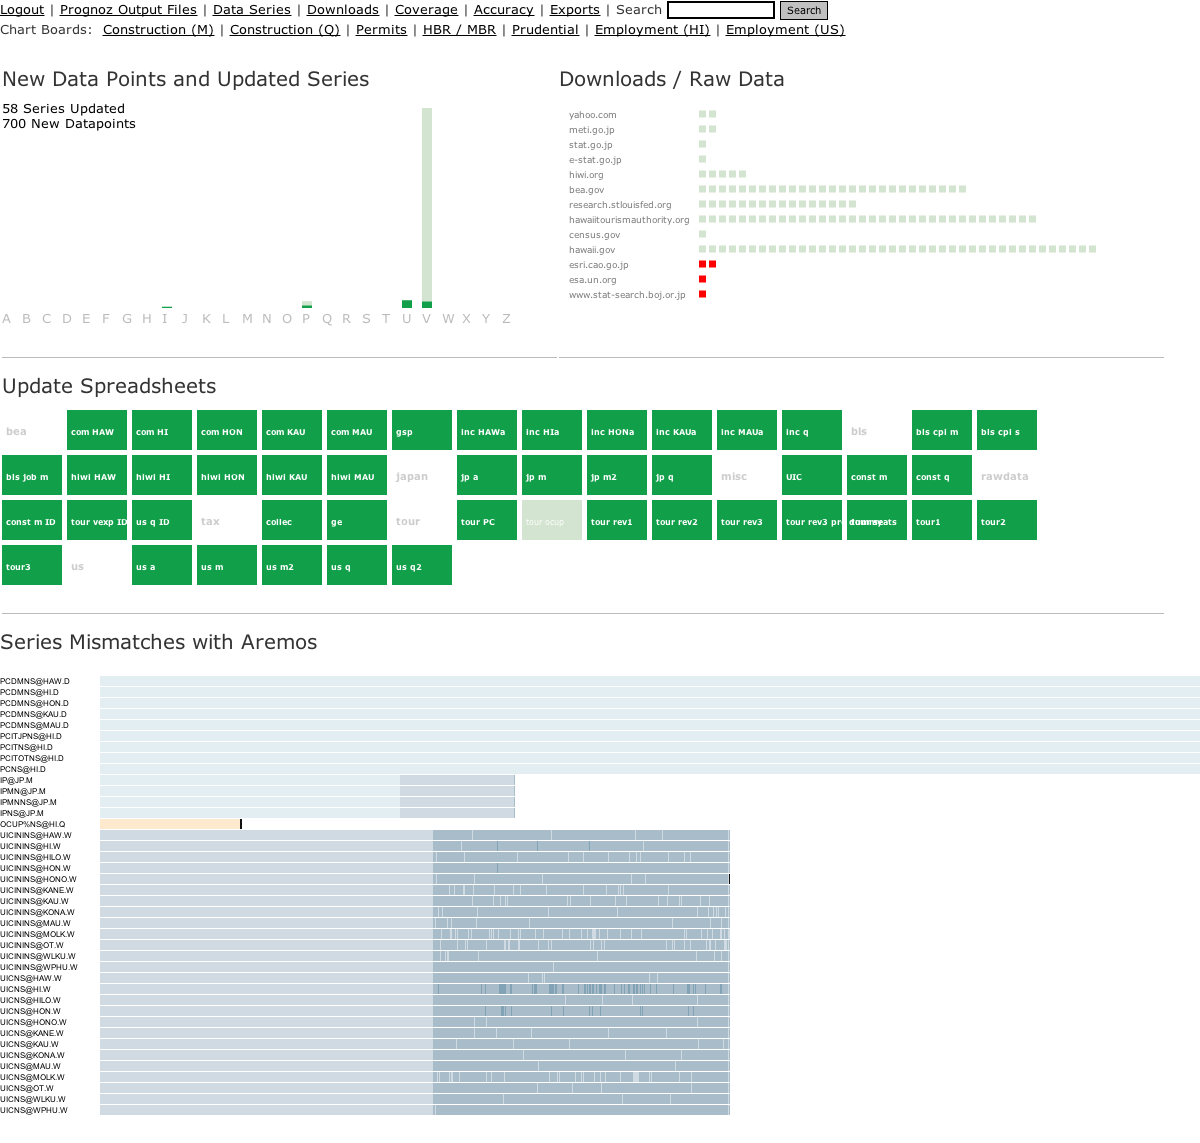 Logout | Prognoz Output Files | Data Series | Downloads | Coverage | Accuracy | Exports | Search Search
Chart Boards: Construction (M) | Construction (Q) | Permits | HBR / MBR | Prudential | Employment (HI) | Employment (US)
New Data Points and Updated Series
58 Series Updated
700 New Datapoints
A B C D E F G H I J K L M N O P Q R S T U V W X Y Z
Downloads / Raw Data
yahoo.com
meti.go.jp
stat.go.jp
e-stat.go.jp
hiwi.org
bea.gov
research.stlouisfed.org
hawaiitourismauthority.org
census.gov
hawaii.gov
esri.cao.go.jp
esa.un.org
www.stat-search.boj.or.jp
Update Spreadsheets
bea com HAW com HI com HON com KAU com MAU gsp inc HAWa inc HIa inc HONa inc KAUa inc MAUa inc q bls bls cpi m bls cpi s
bls job m hiwi HAW hiwi HI hiwi HON hiwi KAU hiwi MAU japan jp a jp m jp m2 jp q misc UIC const m const q rawdata
const m ID tour vexp ID us q ID tax collec ge tour tour PC tour ocup tour rev1 tour rev2 tour rev3 tour rev3 tour1 tour2
tour3 us us a us m us m2 us q us q2
Series Mismatches with Aremos
PCDMNS@HAW.D
PCDMNS@HI.D
PCDMNS@HON.D
PCDMNS@KAU.D
PCDMNS@MAU.D
PCITJPNS@HI.D
PCITNS@HI.D
PCITOTNS@HI.D
PCNS@HI.D
IP@JP.M
IPMN@JP.M
IPMNNS@JP.M
IPNS@JP.M
OCUP%NS@HI.Q
UICININS@HAW.W
UICININS@HI.W
UICININS@HILO.W
UICININS@HON.W
UICININS@HONO.W
UICININS@KANE.W
UICININS@KAU.W
UICININS@KONA.W
UICININS@MAU.W
UICININS@MOLK.W
UICININS@OT.W
UICININS@WLKU.W
UICININS@WPHU.W
UICNS@HAW.W
UICNS@HI.W
UICNS@HILO.W
UICNS@HON.W
UICNS@HONO.W
UICNS@KANE.W
UICNS@KAU.W
UICNS@KONA.W
UICNS@MAU.W
UICNS@MOLK.W
UICNS@OT.W
UICNS@WLKU.W
UICNS@WPHU.W